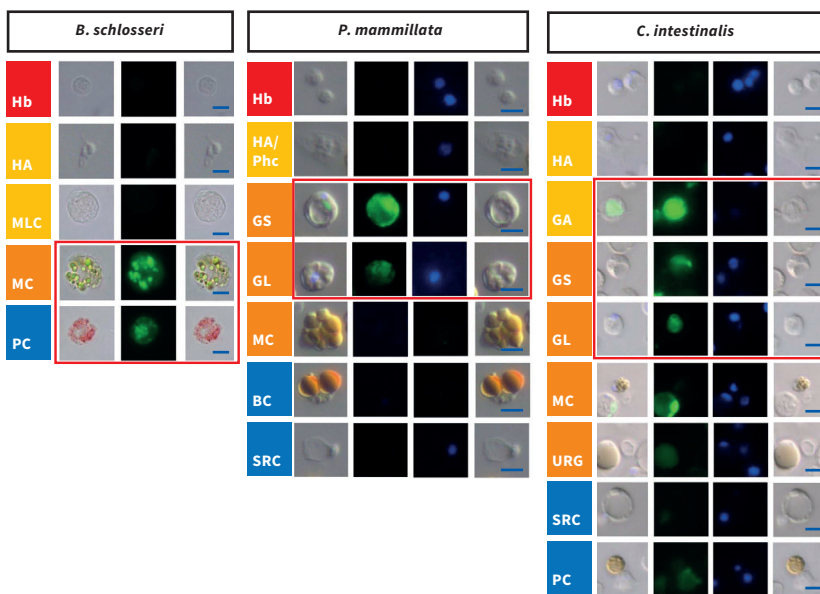 B. schlosseri
Hb
HA
MLC
MC
PC
P. mammillata
Hb
HA/
Phc
GS
GL
MC
BC
SRC
C. intestinalis
Hb
HA
GA
GS
GL
MC
URG
SRC
PC